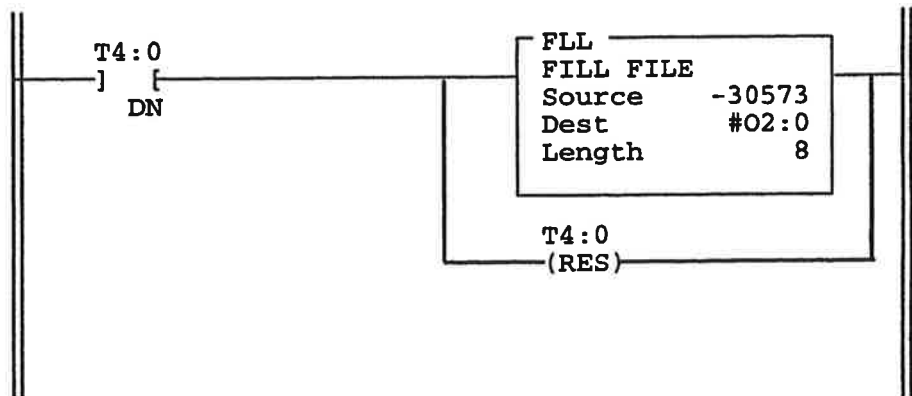 T4:0
] [
DN
FLL
FILL FILE
Source -30573
Dest #O2:0
Length 8
T4:0
(RES)